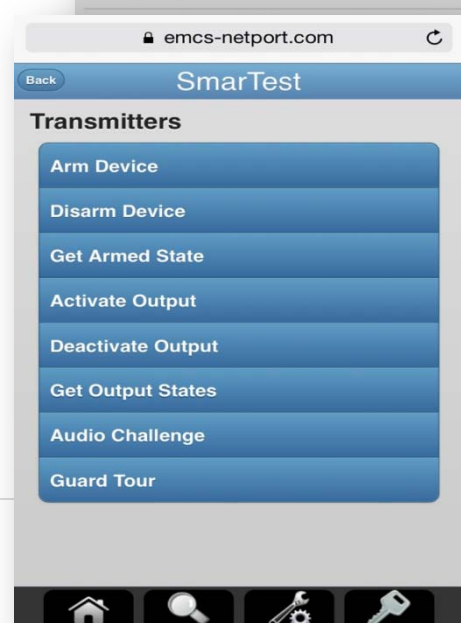 emcs-netport.com
Back
SmarTest
Transmitters
Arm Device
Disarm Device
Get Armed State
Activate Output
Deactivate Output
Get Output States
Audio Challenge
Guard Tour